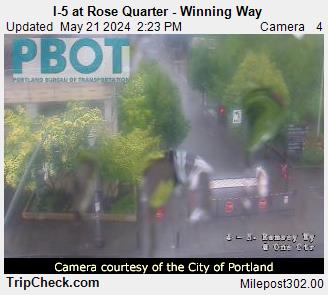 I-5 at Rose Quarter - Winning Way
Updated May 21 2024 2:23 PM Camera 4
PBOT
PORTLAND BUREAU OF TRANSPORTATION
Camera courtesy of the City of Portland
TripCheck.com Milepost302.00